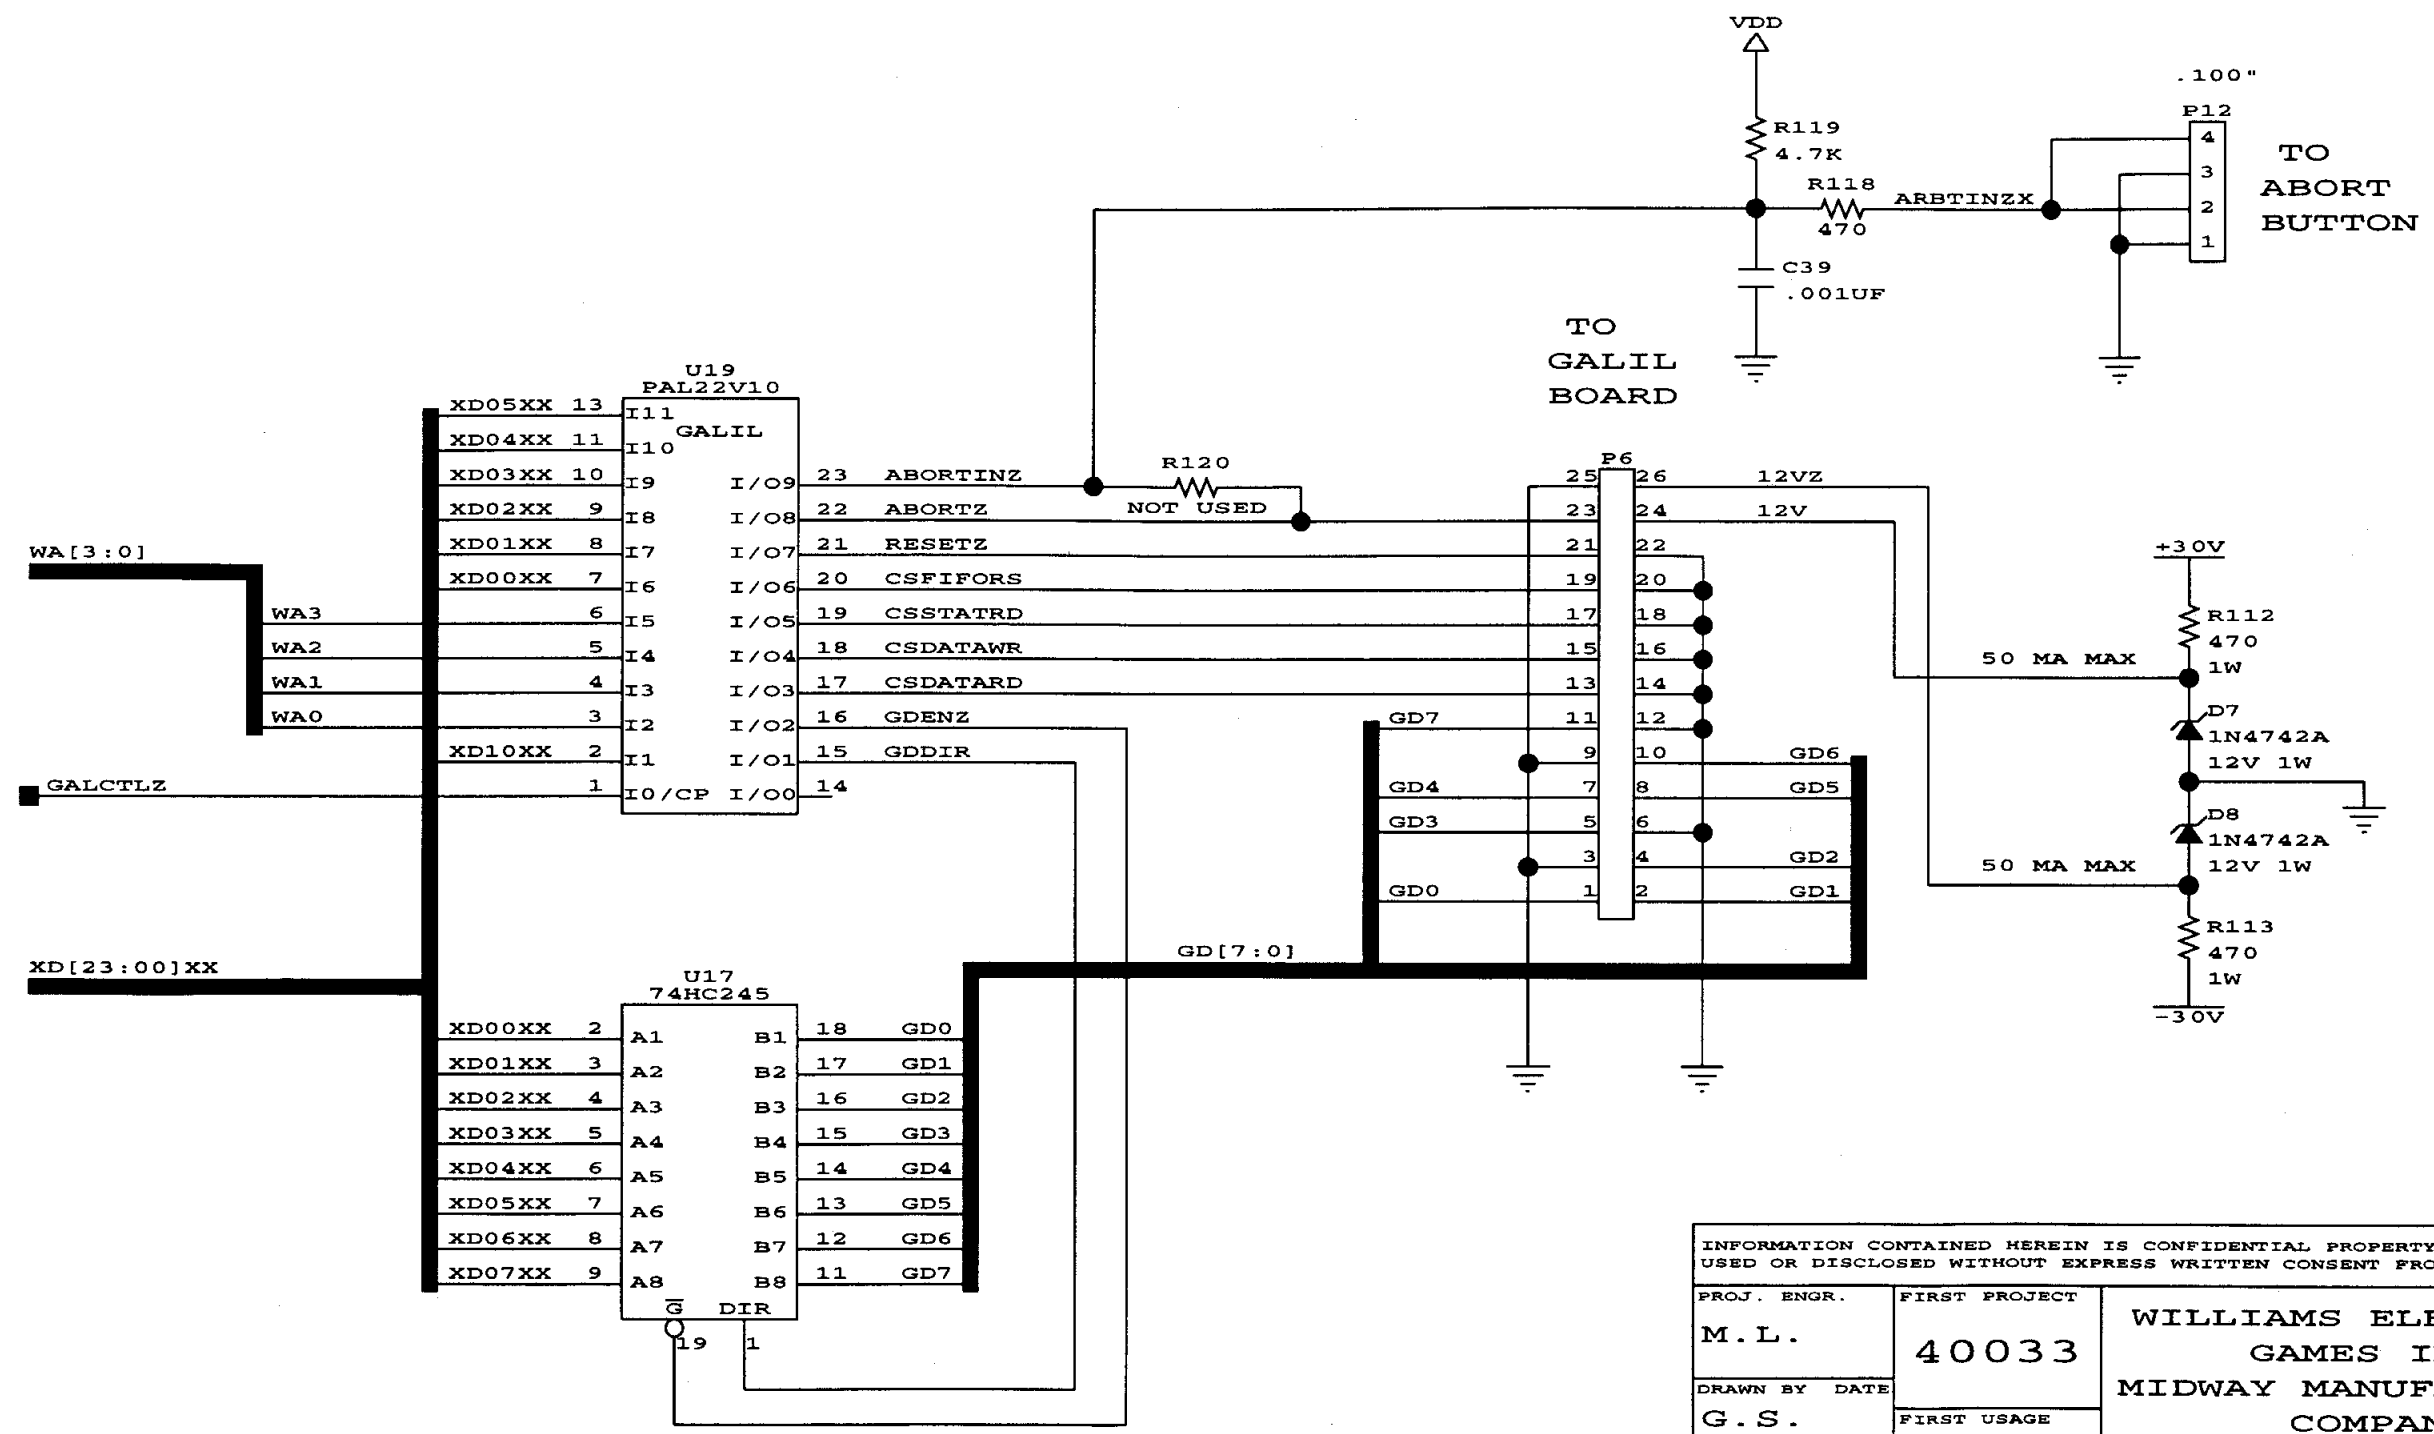 VDD
.100"
P12
R119
4.7K
4
3
2
1
TO
ABORT
BUTTON
R118
470
ARBTINZX
C39
.001UF
TO
GALIL
BOARD
U19
PAL22V10
GALIL
XD05XX 13 I11
XD04XX 11 I10
XD03XX 10 I9
XD02XX 9 I8
XD01XX 8 I7
XD00XX 7 I6
WA[3:0]
WA3 6 I5
WA2 5 I4
WA1 4 I3
WA0 3 I2
XD10XX 2 I1
GALCTLZ 1 I0/CP
I/O9 23 ABORTINZ
I/O8 22 ABORTZ
I/O7 21 RESETZ
I/O6 20 CSFIFORS
I/O5 19 CSSTATRD
I/O4 18 CSDATAWR
I/O3 17 CSDATARD
I/O2 16 GDENZ
I/O1 15 GDDIR
I/O0 14
R120
NOT USED
P6
25 26 12VZ
23 24 12V
21 22
19 20
17 18
15 16
13 14
GD7 11 12
9 10 GD6
GD4 7 8 GD5
GD3 5 6
3 4 GD2
GD0 1 2 GD1
+30V
R112
470
1W
50 MA MAX
D7
1N4742A
12V 1W
D8
1N4742A
12V 1W
50 MA MAX
R113
470
1W
-30V
XD[23:00]XX
GD[7:0]
U17
74HC245
XD00XX 2 A1 B1 18 GD0
XD01XX 3 A2 B2 17 GD1
XD02XX 4 A3 B3 16 GD2
XD03XX 5 A4 B4 15 GD3
XD04XX 6 A5 B5 14 GD4
XD05XX 7 A6 B6 13 GD5
XD06XX 8 A7 B7 12 GD6
XD07XX 9 A8 B8 11 GD7
G DIR
19 1
INFORMATION CONTAINED HEREIN IS CONFIDENTIAL PROPERTY
USED OR DISCLOSED WITHOUT EXPRESS WRITTEN CONSENT FRO
PROJ. ENGR.
M.L.
FIRST PROJECT
40033
DRAWN BY DATE
G.S.
FIRST USAGE
WILLIAMS ELE
GAMES I
MIDWAY MANUF
COMPAN